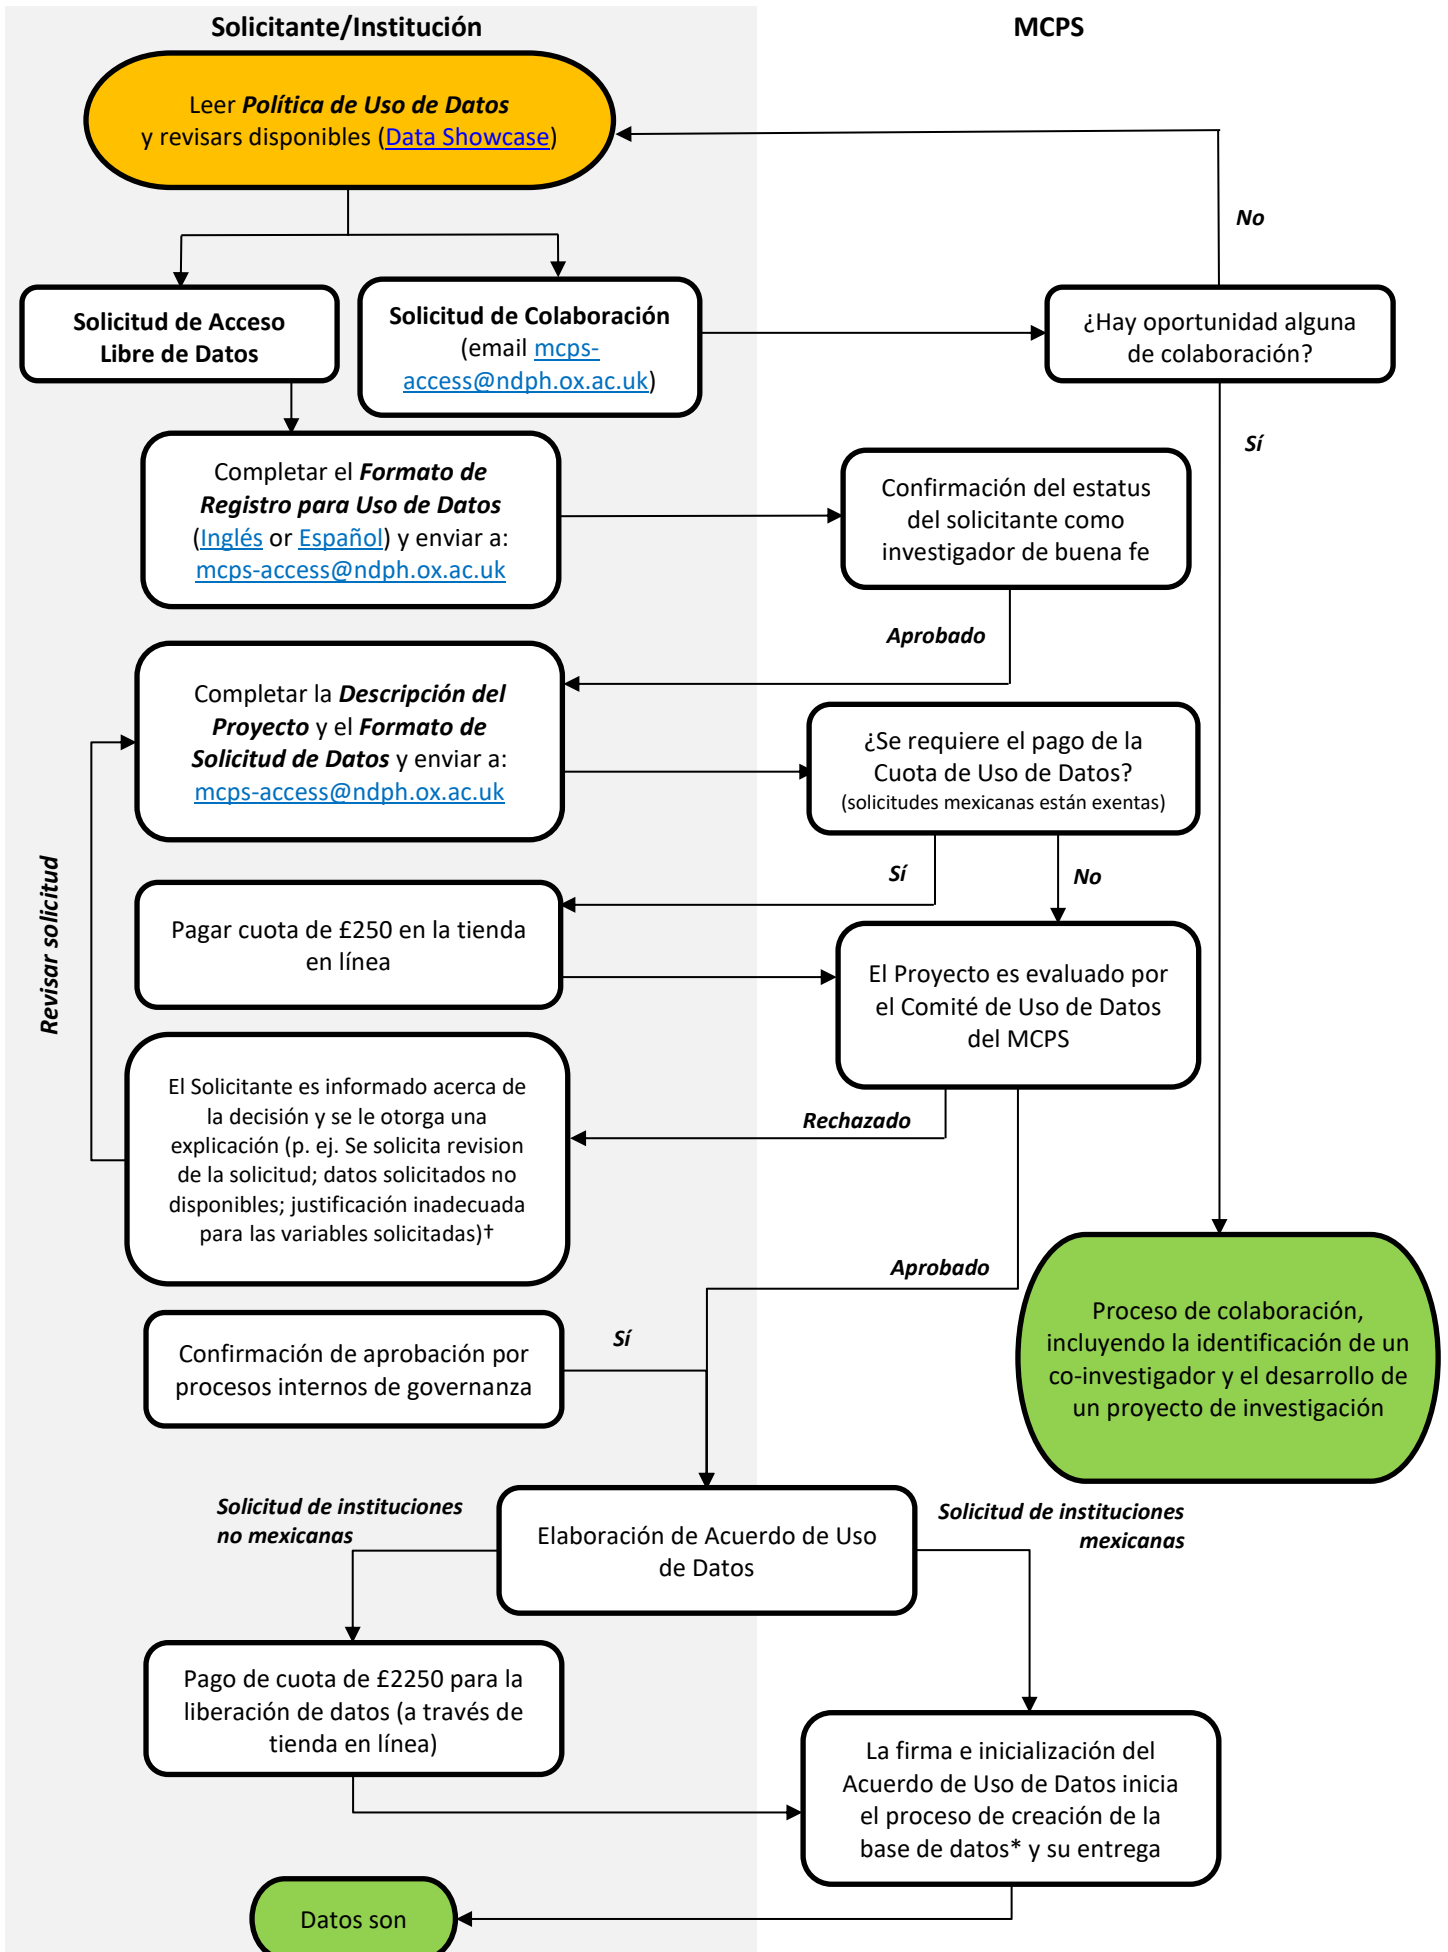 Solicitante/Institución
MCPS
Leer Política de Uso de Datos
y revisars disponibles (Data Showcase)
No
Solicitud de Acceso
Libre de Datos
Solicitud de Colaboración
(email mcps-
access@ndph.ox.ac.uk)
¿Hay oportunidad alguna
de colaboración?
Sí
Completar el Formato de
Registro para Uso de Datos
(Inglés or Español) y enviar a:
mcps-access@ndph.ox.ac.uk
Confirmación del estatus
del solicitante como
investigador de buena fe
Aprobado
Completar la Descripción del
Proyecto y el Formato de
Solicitud de Datos y enviar a:
mcps-access@ndph.ox.ac.uk
¿Se requiere el pago de la
Cuota de Uso de Datos?
(solicitudes mexicanas están exentas)
Sí
No
Revisar solicitud
Pagar cuota de £250 en la tienda
en línea
El Proyecto es evaluado por
el Comité de Uso de Datos
del MCPS
El Solicitante es informado acerca de
la decisión y se le otorga una
explicación (p. ej. Se solicita revision
de la solicitud; datos solicitados no
disponibles; justificación inadecuada
para las variables solicitadas)†
Rechazado
Aprobado
Confirmación de aprobación por
procesos internos de governanza
Sí
Proceso de colaboración,
incluyendo la identificación de un
co-investigador y el desarrollo de
un proyecto de investigación
Solicitud de instituciones
no mexicanas
Elaboración de Acuerdo de Uso
de Datos
Solicitud de instituciones
mexicanas
Pago de cuota de £2250 para la
liberación de datos (a través de
tienda en línea)
La firma e inicialización del
Acuerdo de Uso de Datos inicia
el proceso de creación de la
base de datos* y su entrega
Datos son